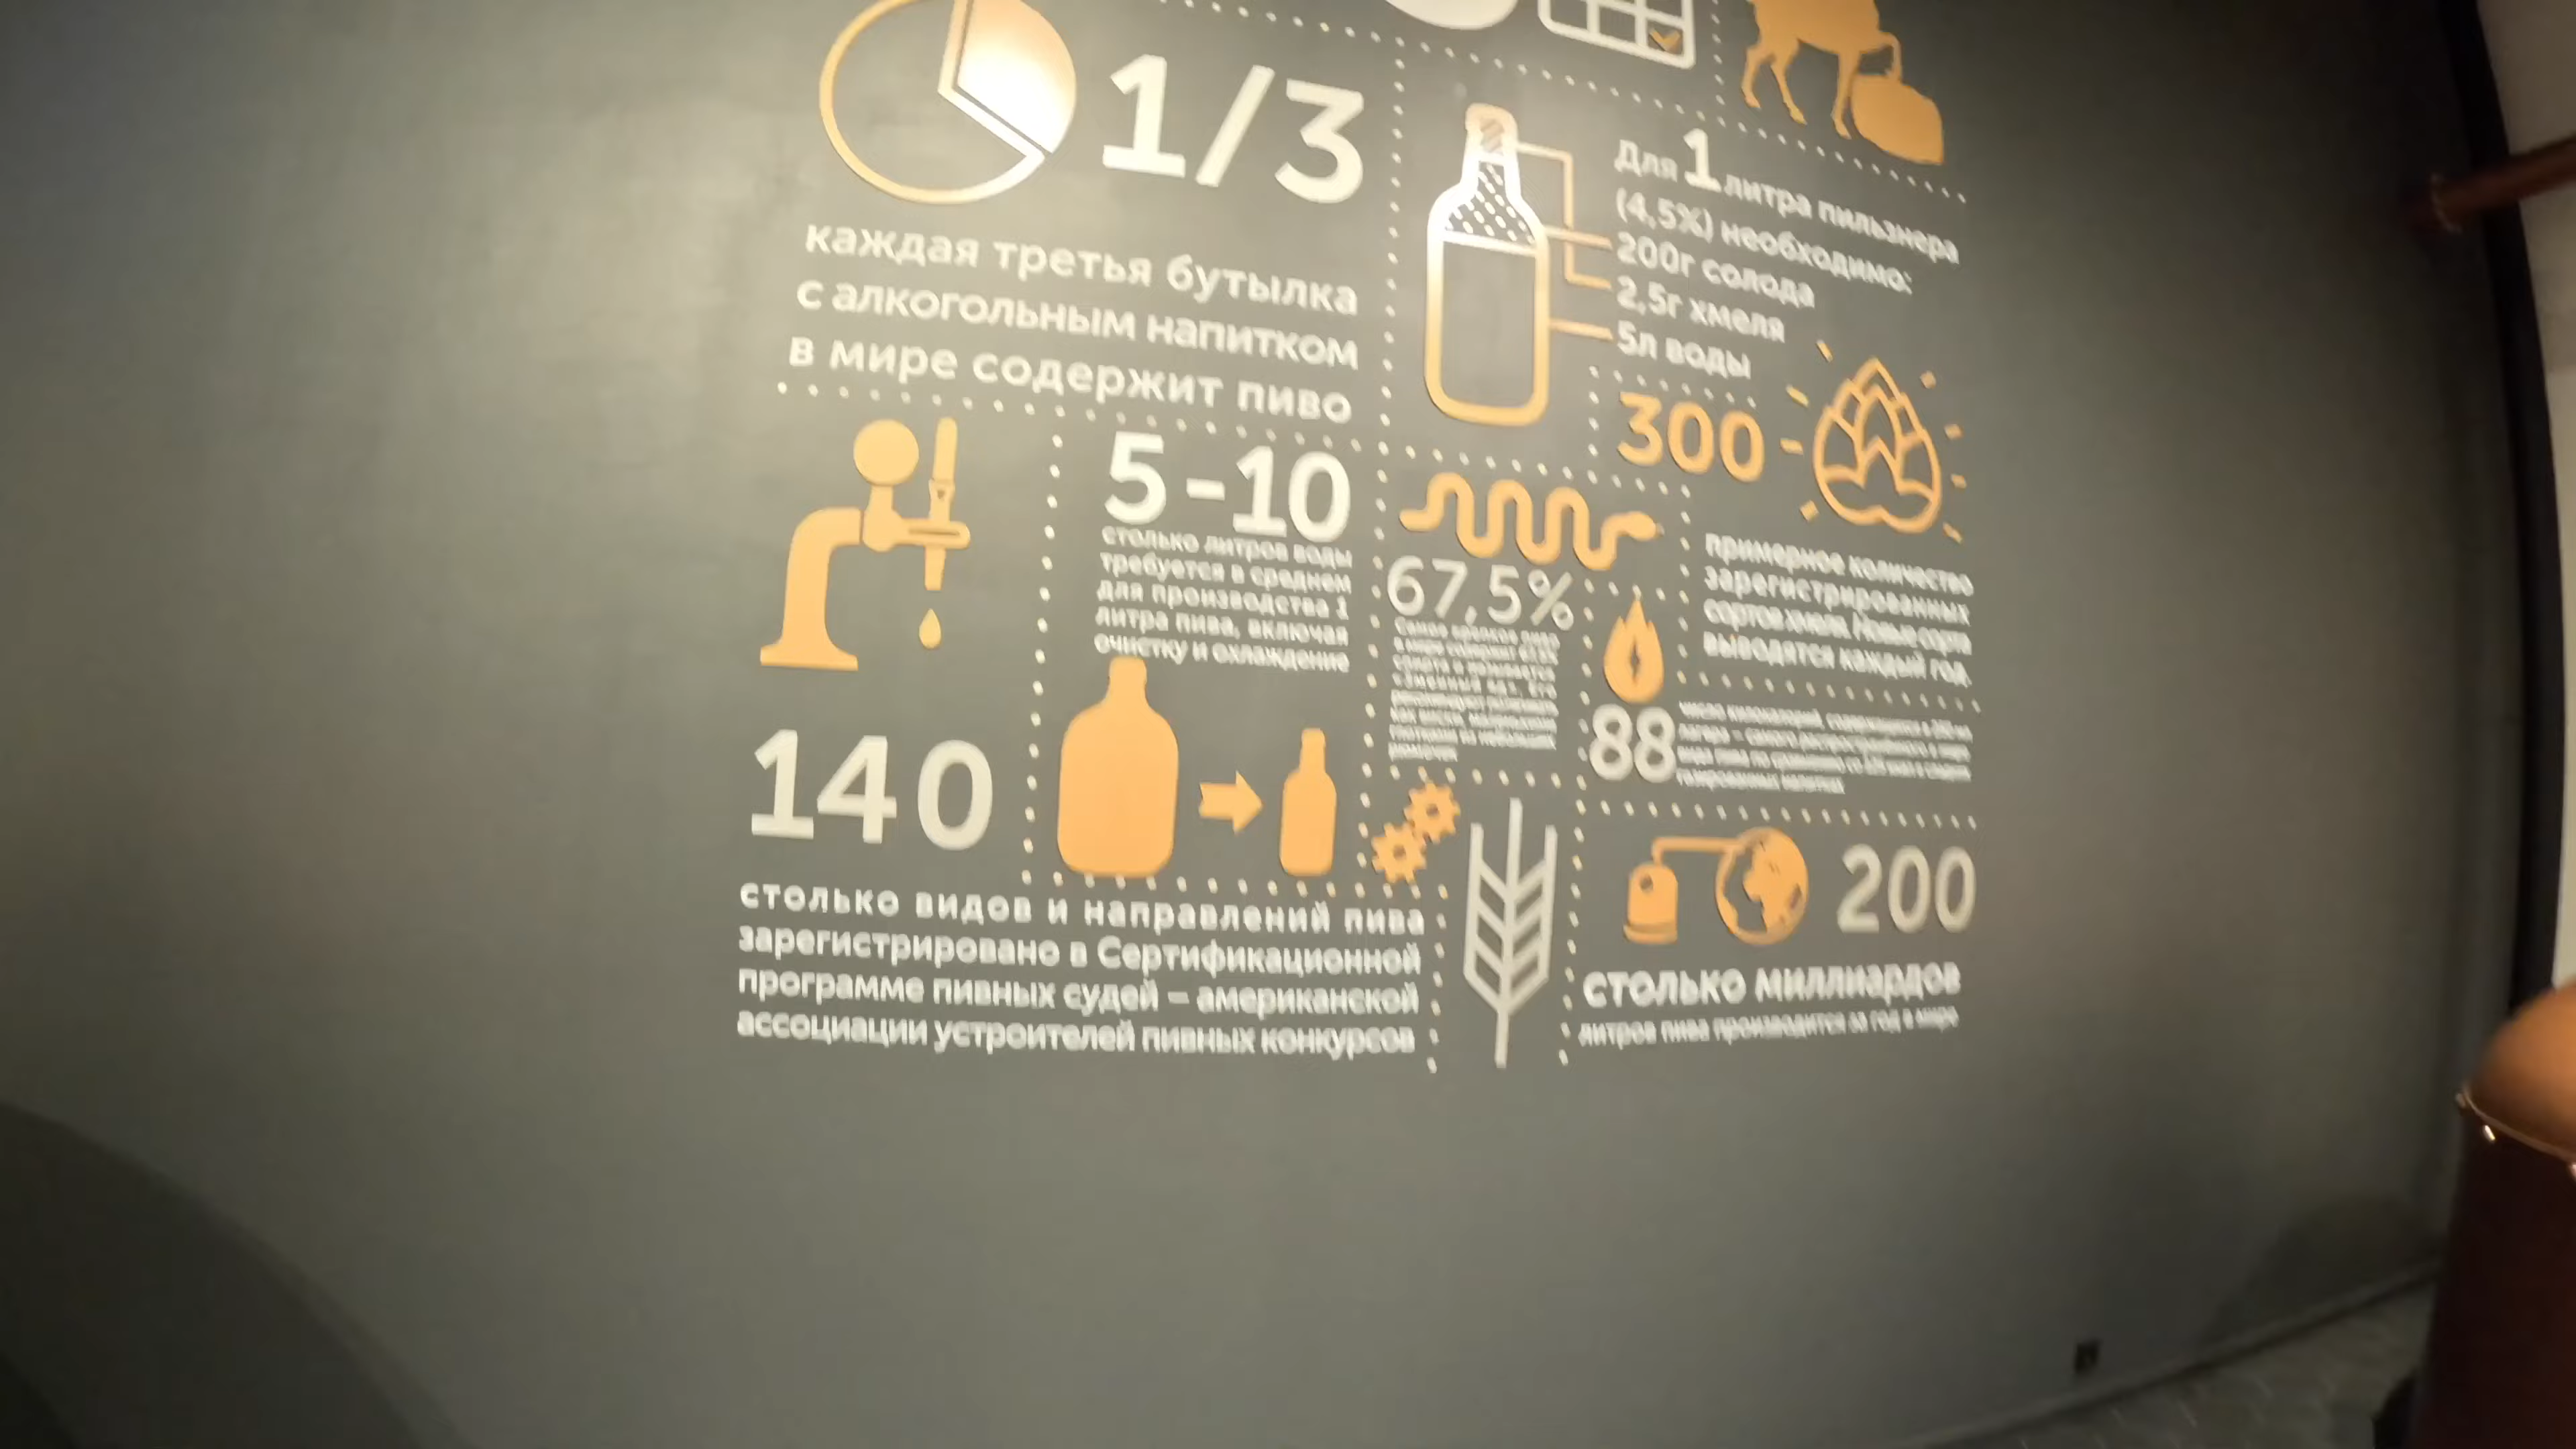 1/3
каждая третья бутылка
с алкогольным напитком
в мире содержит пиво
Для 1 литра пильзнера
(4,5%) необходимо:
200г солода
2,5г хмеля
5л воды
300
примерное количество
зарегистрированных
сортов хмеля. Новые сорта
выводятся каждый год.
5-10
столько литров воды
требуется в среднем
для производства 1
литра пива, включая
очистку и охлаждение
67,5%
Самое крепкое пиво
88
140
столько видов и направлений пива
зарегистрировано в Сертификационной
программе пивных судей – американской
ассоциации устроителей пивных конкурсов
200
столько миллиардов
литров пива производится за год в мире